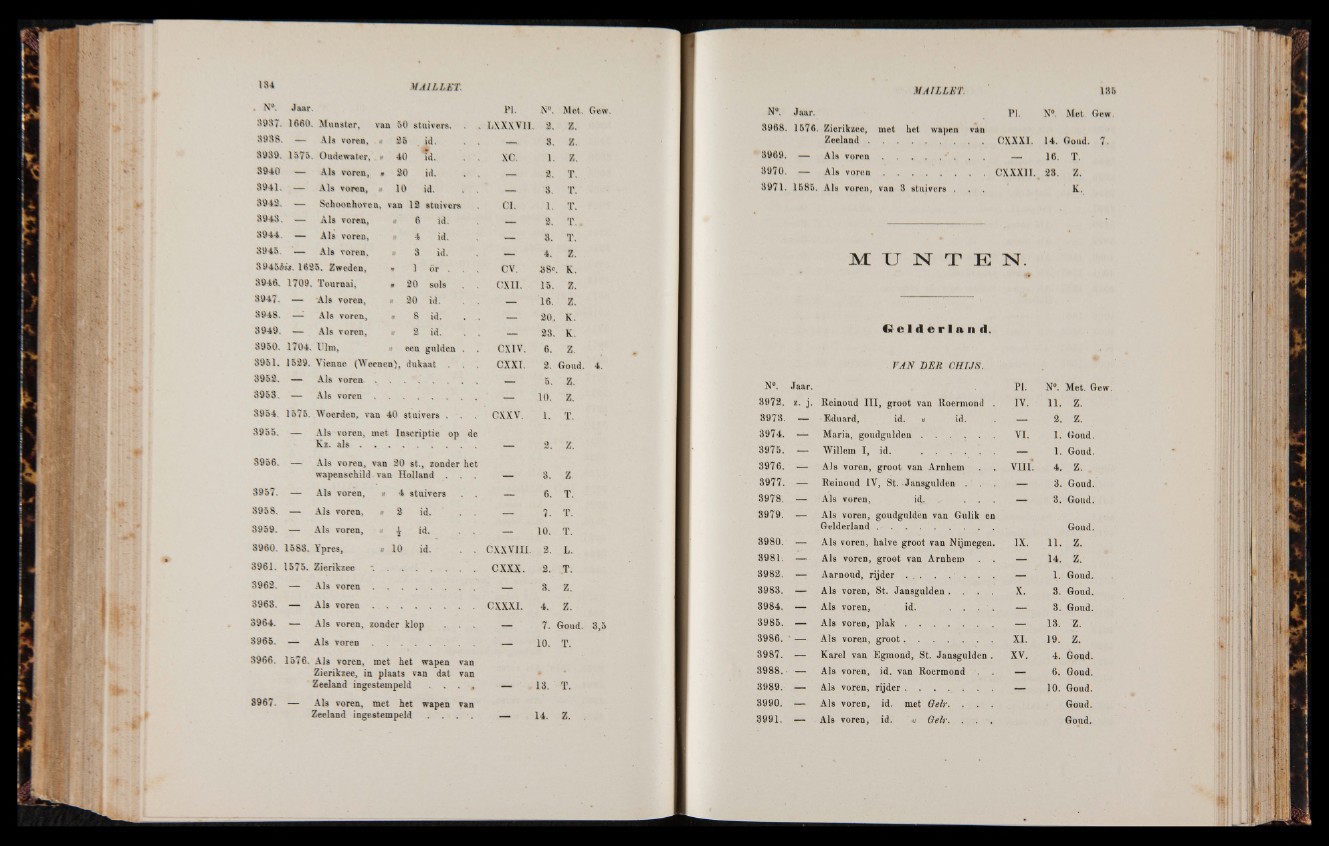 134 MAILLET.
N°. Jaar. Pl. N°. Met. Gew.
3937. 1660. Munster, van 50 stuivers. . . LXXXVII. 2. Z.
3938. — Als voren, „ 25 id. . . — 3. Z.
3939. 1575. Oudewater, „ 40 id. . . XC. 1. Z.
3940 — Als voren, „ 20 id. . . — 2. T.
3941. — Als voren, „ 10 id. . . — 3. T.
3942. — Schoonhoven, van 12 stuivers . CI. 1. T.
3943. — Als voren, „ 6 id. . — 2. T.
3944. — Als voren, „ 4 id. . — 3. T.
3945. — Als voren, „ 3 id. . — 4. Z.
3945bis. 1625. Zweden, „ 1 ör . . . CV. 38c. K.
3946. 1709. Tournai, „ 20 sols . . CXII. 15. Z.
3947. — Als voren, „ 20 id. . . — 16. Z.
3948. — Als voren, „ 8 id. . . — 20. K.
3949. — Als voren, „ 2 id. . . — 23. K.
3950. 1704. Ulm, „ een gulden . . CXIV. 6. Z.
3951. 1529. Vienne (Weenen), dukaat . . . CXXI. 2. Goud. 4.
3952. — Als voren . . . . . . . . — 5. Z.
3953. — Als voren . . . . . . . . — 10. Z.
3954. 1575. Woerden, van 40 stuivers . . . CXXV. 1. T.
3955. — Als voren, met Inscriptie op de
Kz. als . . . . . . . . . — 2. Z.
3956. — Als voren, van 20 st., zonder het
wapenschild van Holland . . . — 3. Z
3957. — Als voren, „ 4 stuivers . . — 6. T.
3958. — Als voren, „ 2 id. . . — 7. T.
3959. — Als voren, „ ½ id. . . — 10. T.
3960. 1583. Ypres, „ 10 id. . . CXXVIII. 2. L.
3961. 1575. Zierikzee . . . . . . . . CXXX. 2. T.
3962. — Als voren . . . . . . . . — 3. Z.
3963. — Als voren . . . . . . . . CXXXI. 4. Z.
3964. — Als voren, zonder klop . . . — 7. Goud. 3,5
3965. — Als voren . . . . . . . . — 10. T.
3966. 1576. Als voren, met het wapen van
Zierikzee, in plaats van dat van
Zeeland ingestempeld . . . . — 13. T.
3967. — Als voren, met het wapen van
Zeeland ingestempeld . . . . — 14. Z.
MAILLET. 135
N°. Jaar. Pl. N°. Met. Gew.
3968. 1576. Zierikzee, met het wapen van
Zeeland . . . . . . . . . CXXXI. 14. Goud. 7.
3969. — Als voren . . . . . . . . — 16. T.
3970. — Als voren . . . . . . . . CXXXII. 23. Z.
3971. 1585. Als voren, van 3 stuivers . . . K.
MUNTEN.
Gelderland.
VAN DER CHIJS.
N°. Jaar. Pl. N°. Met. Gew.
3972. z. j. Reinoud III, groot van Roermond . IV. 11. Z.
3973. — Eduard, id. „ id. . — 2. Z.
3974. — Maria, goudgulden . . . . . . VI. 1. Goud.
3975. — Willem I, id. . . . . . . — 1. Goud.
3976. — Als voren, groot van Arnhem . . VIII. 4. Z.
3977. — Reinoud IV, St. Jansgulden . . . — 3. Goud.
3978. — Als voren, id. . . . . — 3. Goud.
3979. — Als voren, goudgulden van Gulik en
Gelderland . . . . . . . . . Goud.
3980. — Als voren, halve groot van Nijmegen. IX. 11. Z.
3981. — Als voren, groot van Arnhem . . — 14. Z.
3982. — Aarnoud, rijder . . . . . . . — 1. Goud.
3983. — Als voren, St. Jansgulden . . . . X. 3. Goud.
3984. — Als voren, id. . . . . — 3. Goud.
3985. — Als voren, plak . . . . . . . — 13. Z.
3986. — Als voren, groot . . . . . . . XI. 19. Z.
3987. — Karel van Egmond, St. Jansgulden . XV. 4. Goud.
3988. — Als voren, id. van Roermond . . — 6. Goud.
3989. — Als voren, rijder . . . . . . . — 10. Goud.
3990. — Als voren, id. met Gelr. . . . Goud.
3991. — Als voren, id. „ Gelr. . . . Goud.